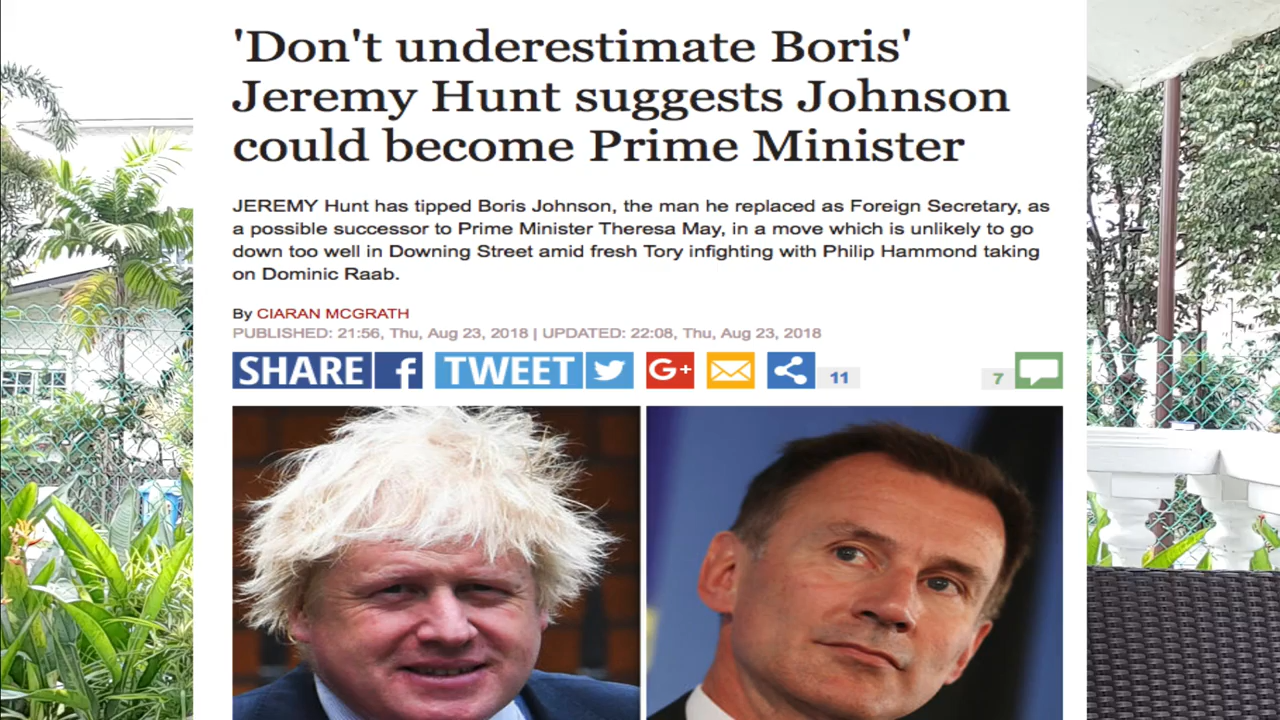 'Don't underestimate Boris'
Jeremy Hunt suggests Johnson
could become Prime Minister
JEREMY Hunt has tipped Boris Johnson, the man he replaced as Foreign Secretary, as
a possible successor to Prime Minister Theresa May, in a move which is unlikely to go
down too well in Downing Street amid fresh Tory infighting with Philip Hammond taking
on Dominic Raab.
By CIARAN MCGRATH
PUBLISHED: 21:56, Thu, Aug 23, 2018 | UPDATED: 22:08, Thu, Aug 23, 2018
SHARE f TWEET G+ 11 7